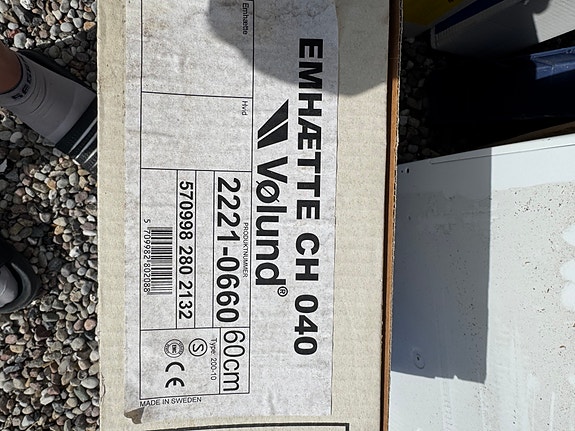 EMHÆTTE CH 040
Vølund®
Emhætte
Hvid
PRODUKTNUMMER
2221-0660
60cm
570998 280 2132
Type: 200-10
5 709982 802088
S
CE
MADE IN SWEDEN